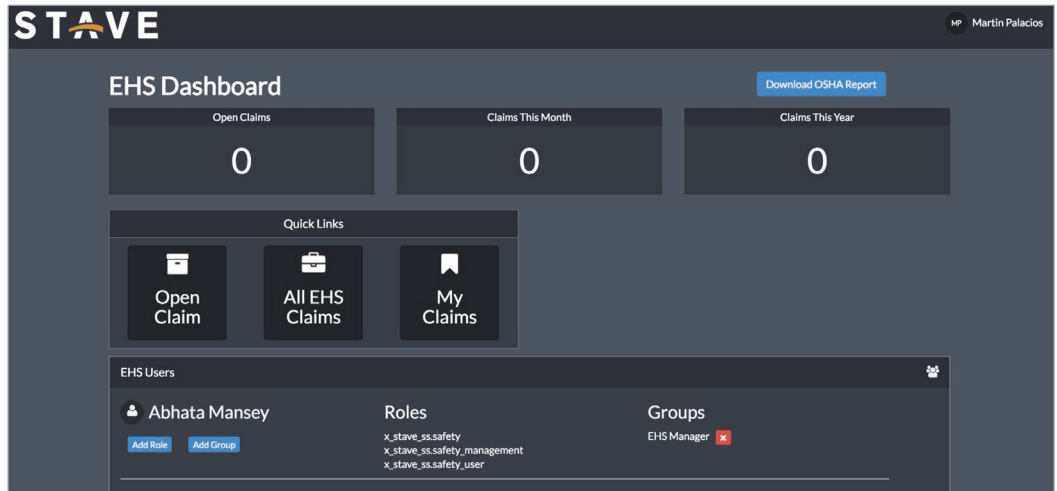 STAVE
MP Martin Palacios
EHS Dashboard
Download OSHA Report
Open Claims
Claims This Month
Claims This Year
0
0
0
Quick Links
Open
Claim
All EHS
Claims
My
Claims
EHS Users
Abhata Mansey
Roles
Groups
Add Role
Add Group
x_stave_ss.safety
x_stave_ss.safety_management
x_stave_ss.safety_user
EHS Manager